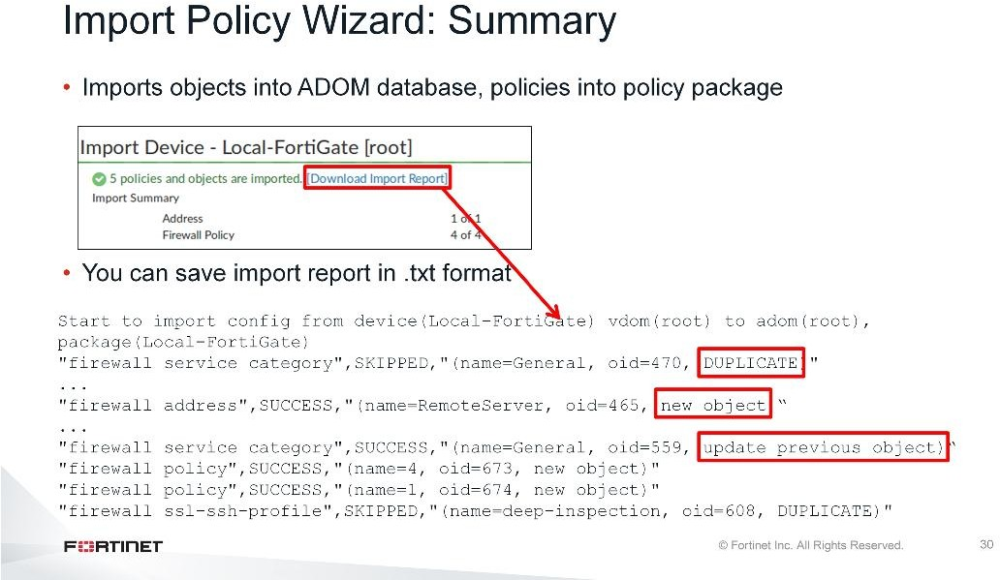 Import Policy Wizard: Summary
• Imports objects into ADOM database, policies into policy package
Import Device - Local-FortiGate [root]
5 policies and objects are imported. [Download Import Report]
Import Summary
Address 1 of 1
Firewall Policy 4 of 4
• You can save import report in .txt format
Start to import config from device(Local-FortiGate) vdom(root) to adom(root),
package(Local-FortiGate)
"firewall service category",SKIPPED,"(name=General, oid=470, DUPLICATE)"
...
"firewall address",SUCCESS,"(name=RemoteServer, oid=465, new object)“
...
"firewall service category",SUCCESS,"(name=General, oid=559, update previous object)“
"firewall policy",SUCCESS,"(name=4, oid=673, new object)"
"firewall policy",SUCCESS,"(name=1, oid=674, new object)"
"firewall ssl-ssh-profile",SKIPPED,"(name=deep-inspection, oid=608, DUPLICATE)"
FORTINET
© Fortinet Inc. All Rights Reserved.
30